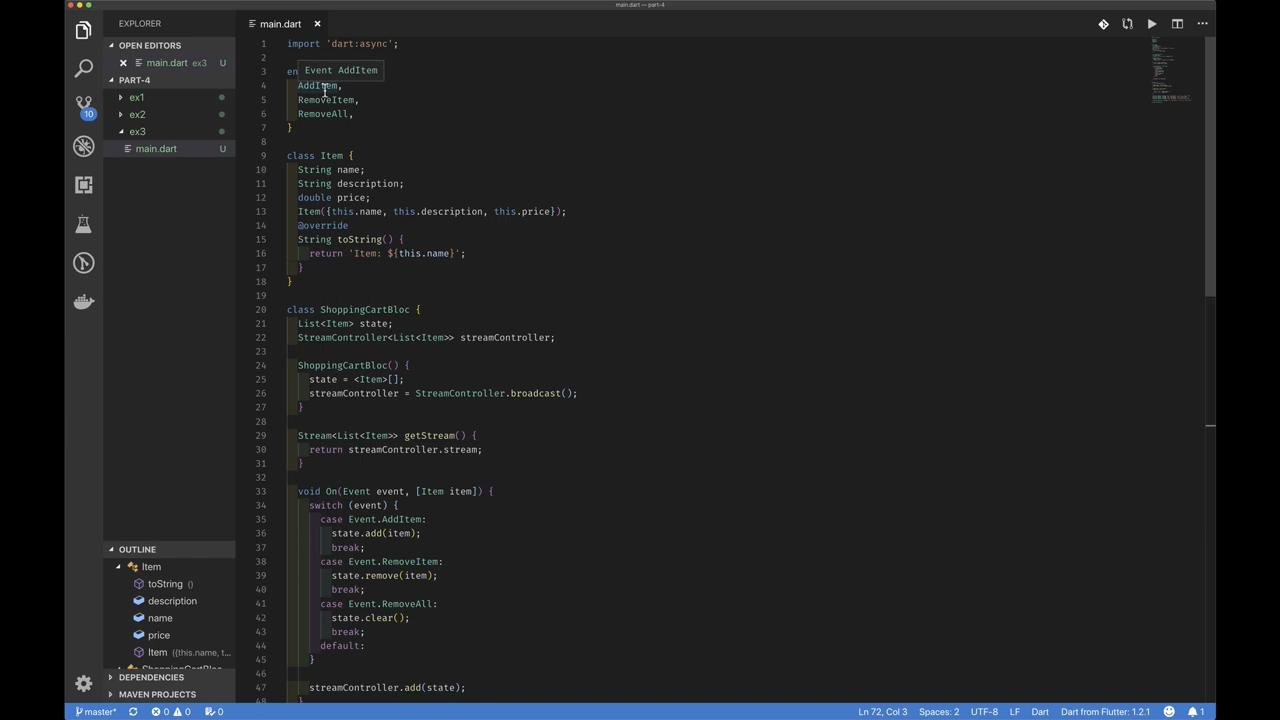 main.dart — part-4
EXPLORER
OPEN EDITORS
main.dart ex3 U
PART-4
ex1
ex2
ex3
main.dart U
10
OUTLINE
Item
toString ()
description
name
price
Item ({this.name, t...
ShoppingCartBloc
DEPENDENCIES
MAVEN PROJECTS
main.dart
1 import 'dart:async';
2
Event AddItem
3 en
4 AddItem,
5 RemoveItem,
6 RemoveAll,
7 }
8
9 class Item {
10 String name;
11 String description;
12 double price;
13 Item({this.name, this.description, this.price});
14 @override
15 String toString() {
16 return 'Item: ${this.name}';
17 }
18 }
19
20 class ShoppingCartBloc {
21 List<Item> state;
22 StreamController<List<Item>> streamController;
23
24 ShoppingCartBloc() {
25 state = <Item>[];
26 streamController = StreamController.broadcast();
27 }
28
29 Stream<List<Item>> getStream() {
30 return streamController.stream;
31 }
32
33 void On(Event event, [Item item]) {
34 switch (event) {
35 case Event.AddItem:
36 state.add(item);
37 break;
38 case Event.RemoveItem:
39 state.remove(item);
40 break;
41 case Event.RemoveAll:
42 state.clear();
43 break;
44 default:
45 }
46
47 streamController.add(state);
48 }
master* 0 0 0 Ln 72, Col 3 Spaces: 2 UTF-8 LF Dart Dart from Flutter: 1.2.1 1